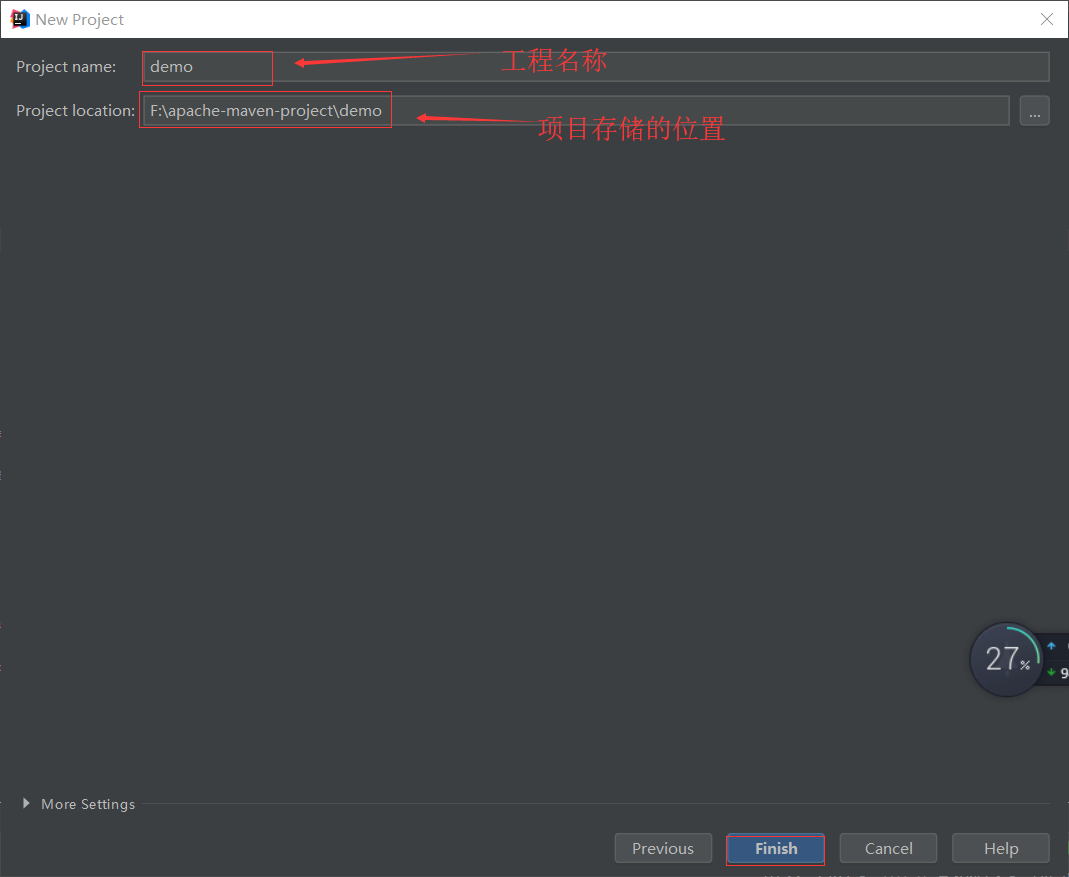 New Project
Project name: demo 工程名称
Project location: F:\apache-maven-project\demo ...
项目存储的位置
27%
9
More Settings
Previous Finish Cancel Help